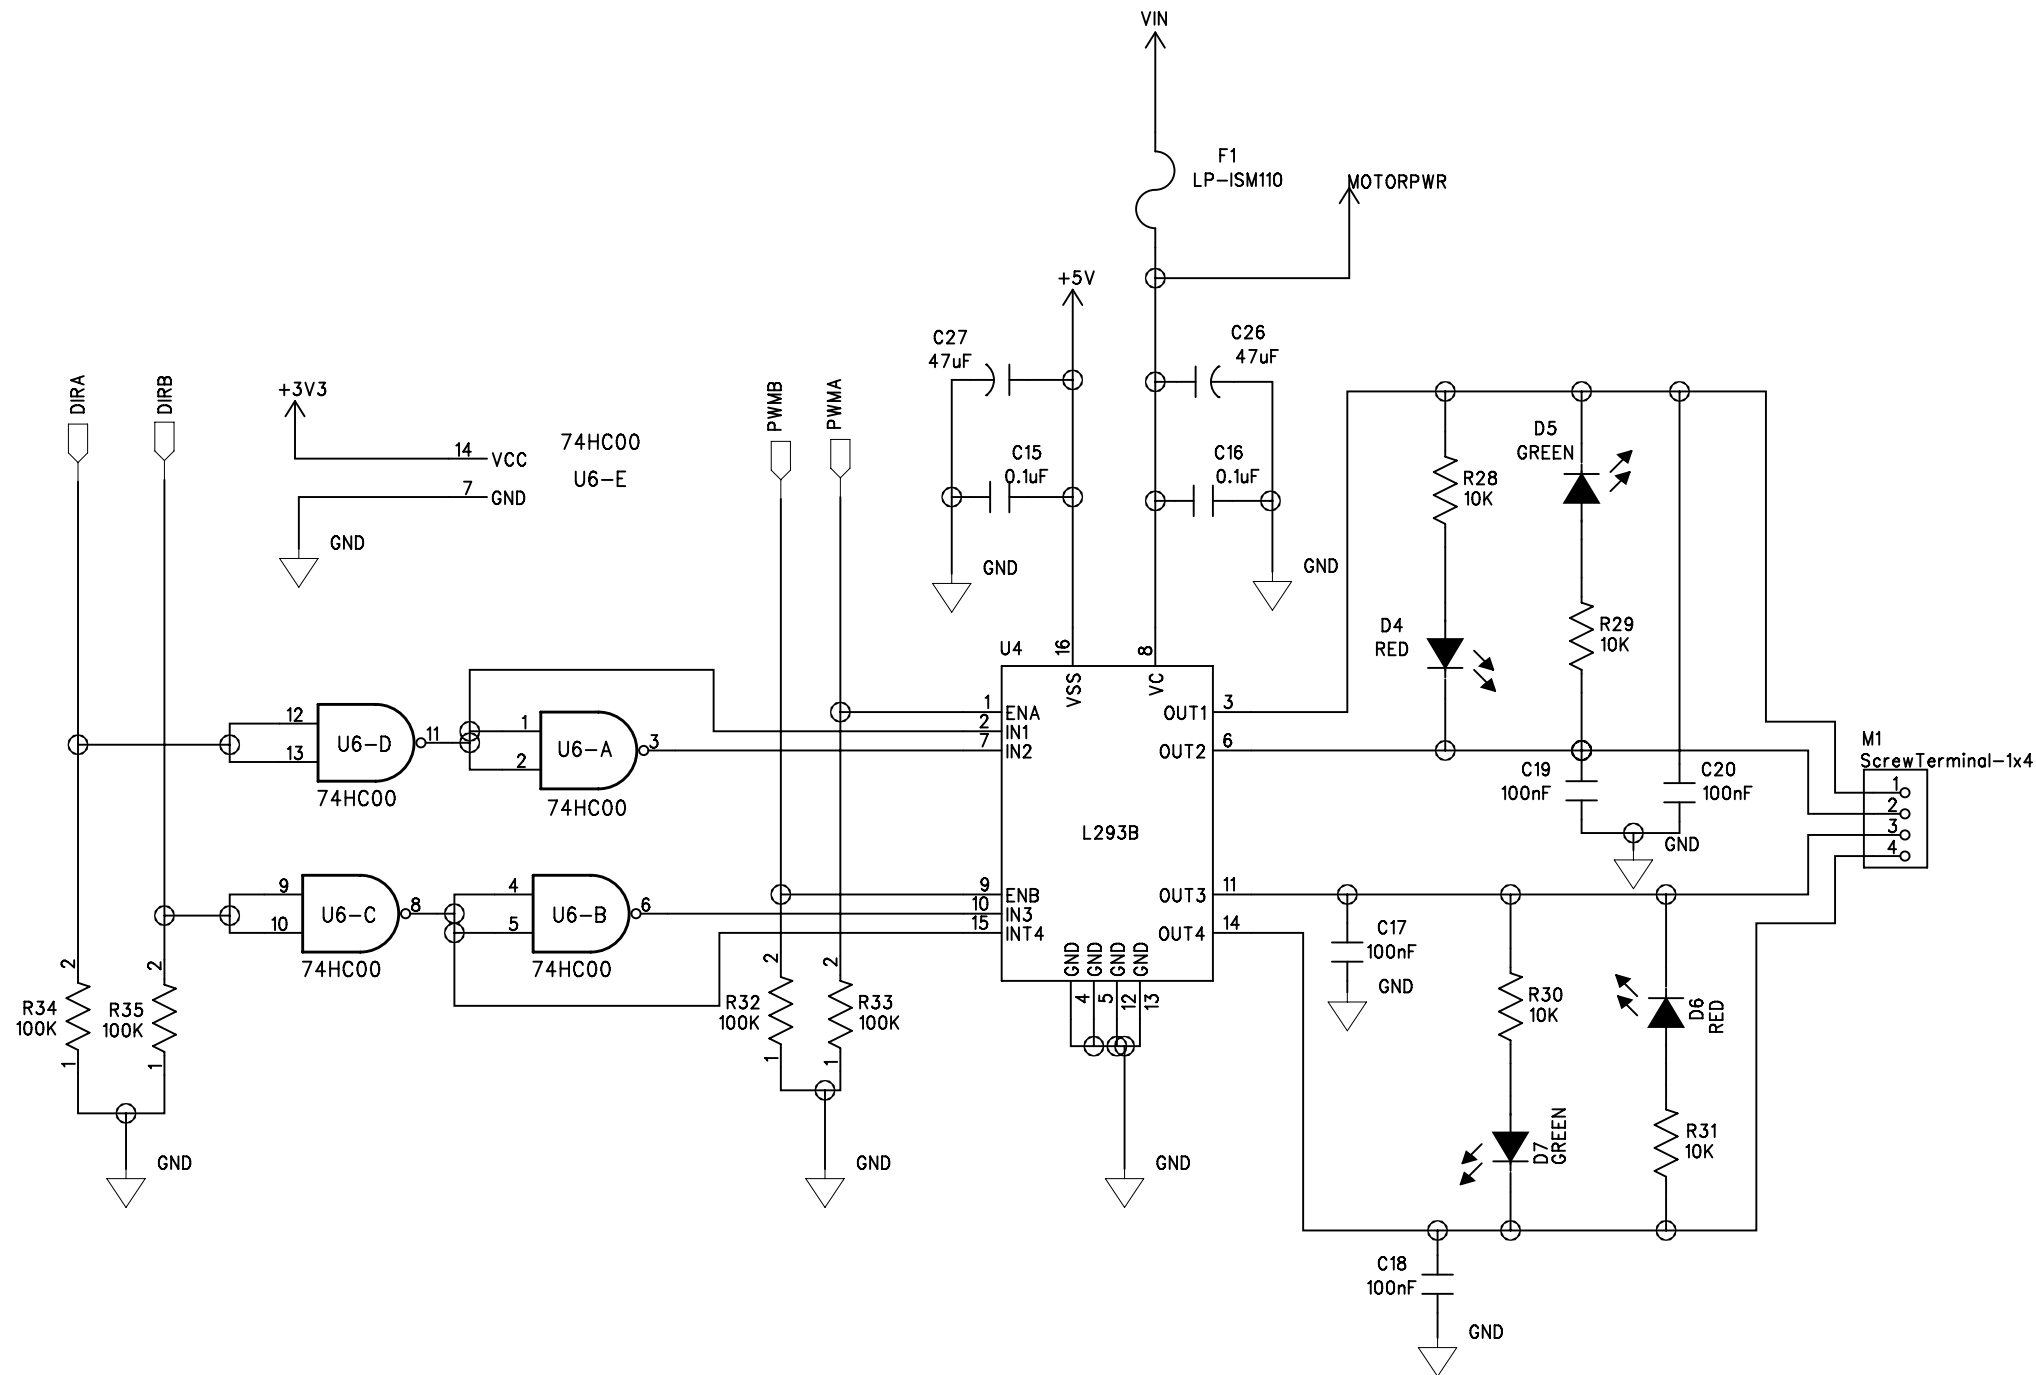 VIN
F1
LP-ISM110
MOTORPWR
+5V
C27
47uF
C26
47uF
DIRA
DIRB
+3V3
14
VCC
7
GND
74HC00
U6-E
GND
PWMB
PWMA
C15
0.1uF
C16
0.1uF
GND
GND
D5
GREEN
R28
10K
D4
RED
R29
10K
U4
16
VSS
8
VC
1
ENA
2
IN1
7
IN2
3
OUT1
6
OUT2
L293B
9
ENB
10
IN3
15
INT4
11
OUT3
14
OUT4
GND
GND
GND
GND
4
5
12
13
GND
12
13
U6-D
11
74HC00
1
2
U6-A
3
74HC00
9
10
U6-C
8
74HC00
4
5
U6-B
6
74HC00
2
R34
100K
1
2
R35
100K
1
GND
2
R32
100K
1
2
R33
100K
1
GND
C19
100nF
C20
100nF
GND
M1
ScrewTerminal-1x4
1
2
3
4
C17
100nF
GND
R30
10K
D6
RED
D7
GREEN
R31
10K
C18
100nF
GND